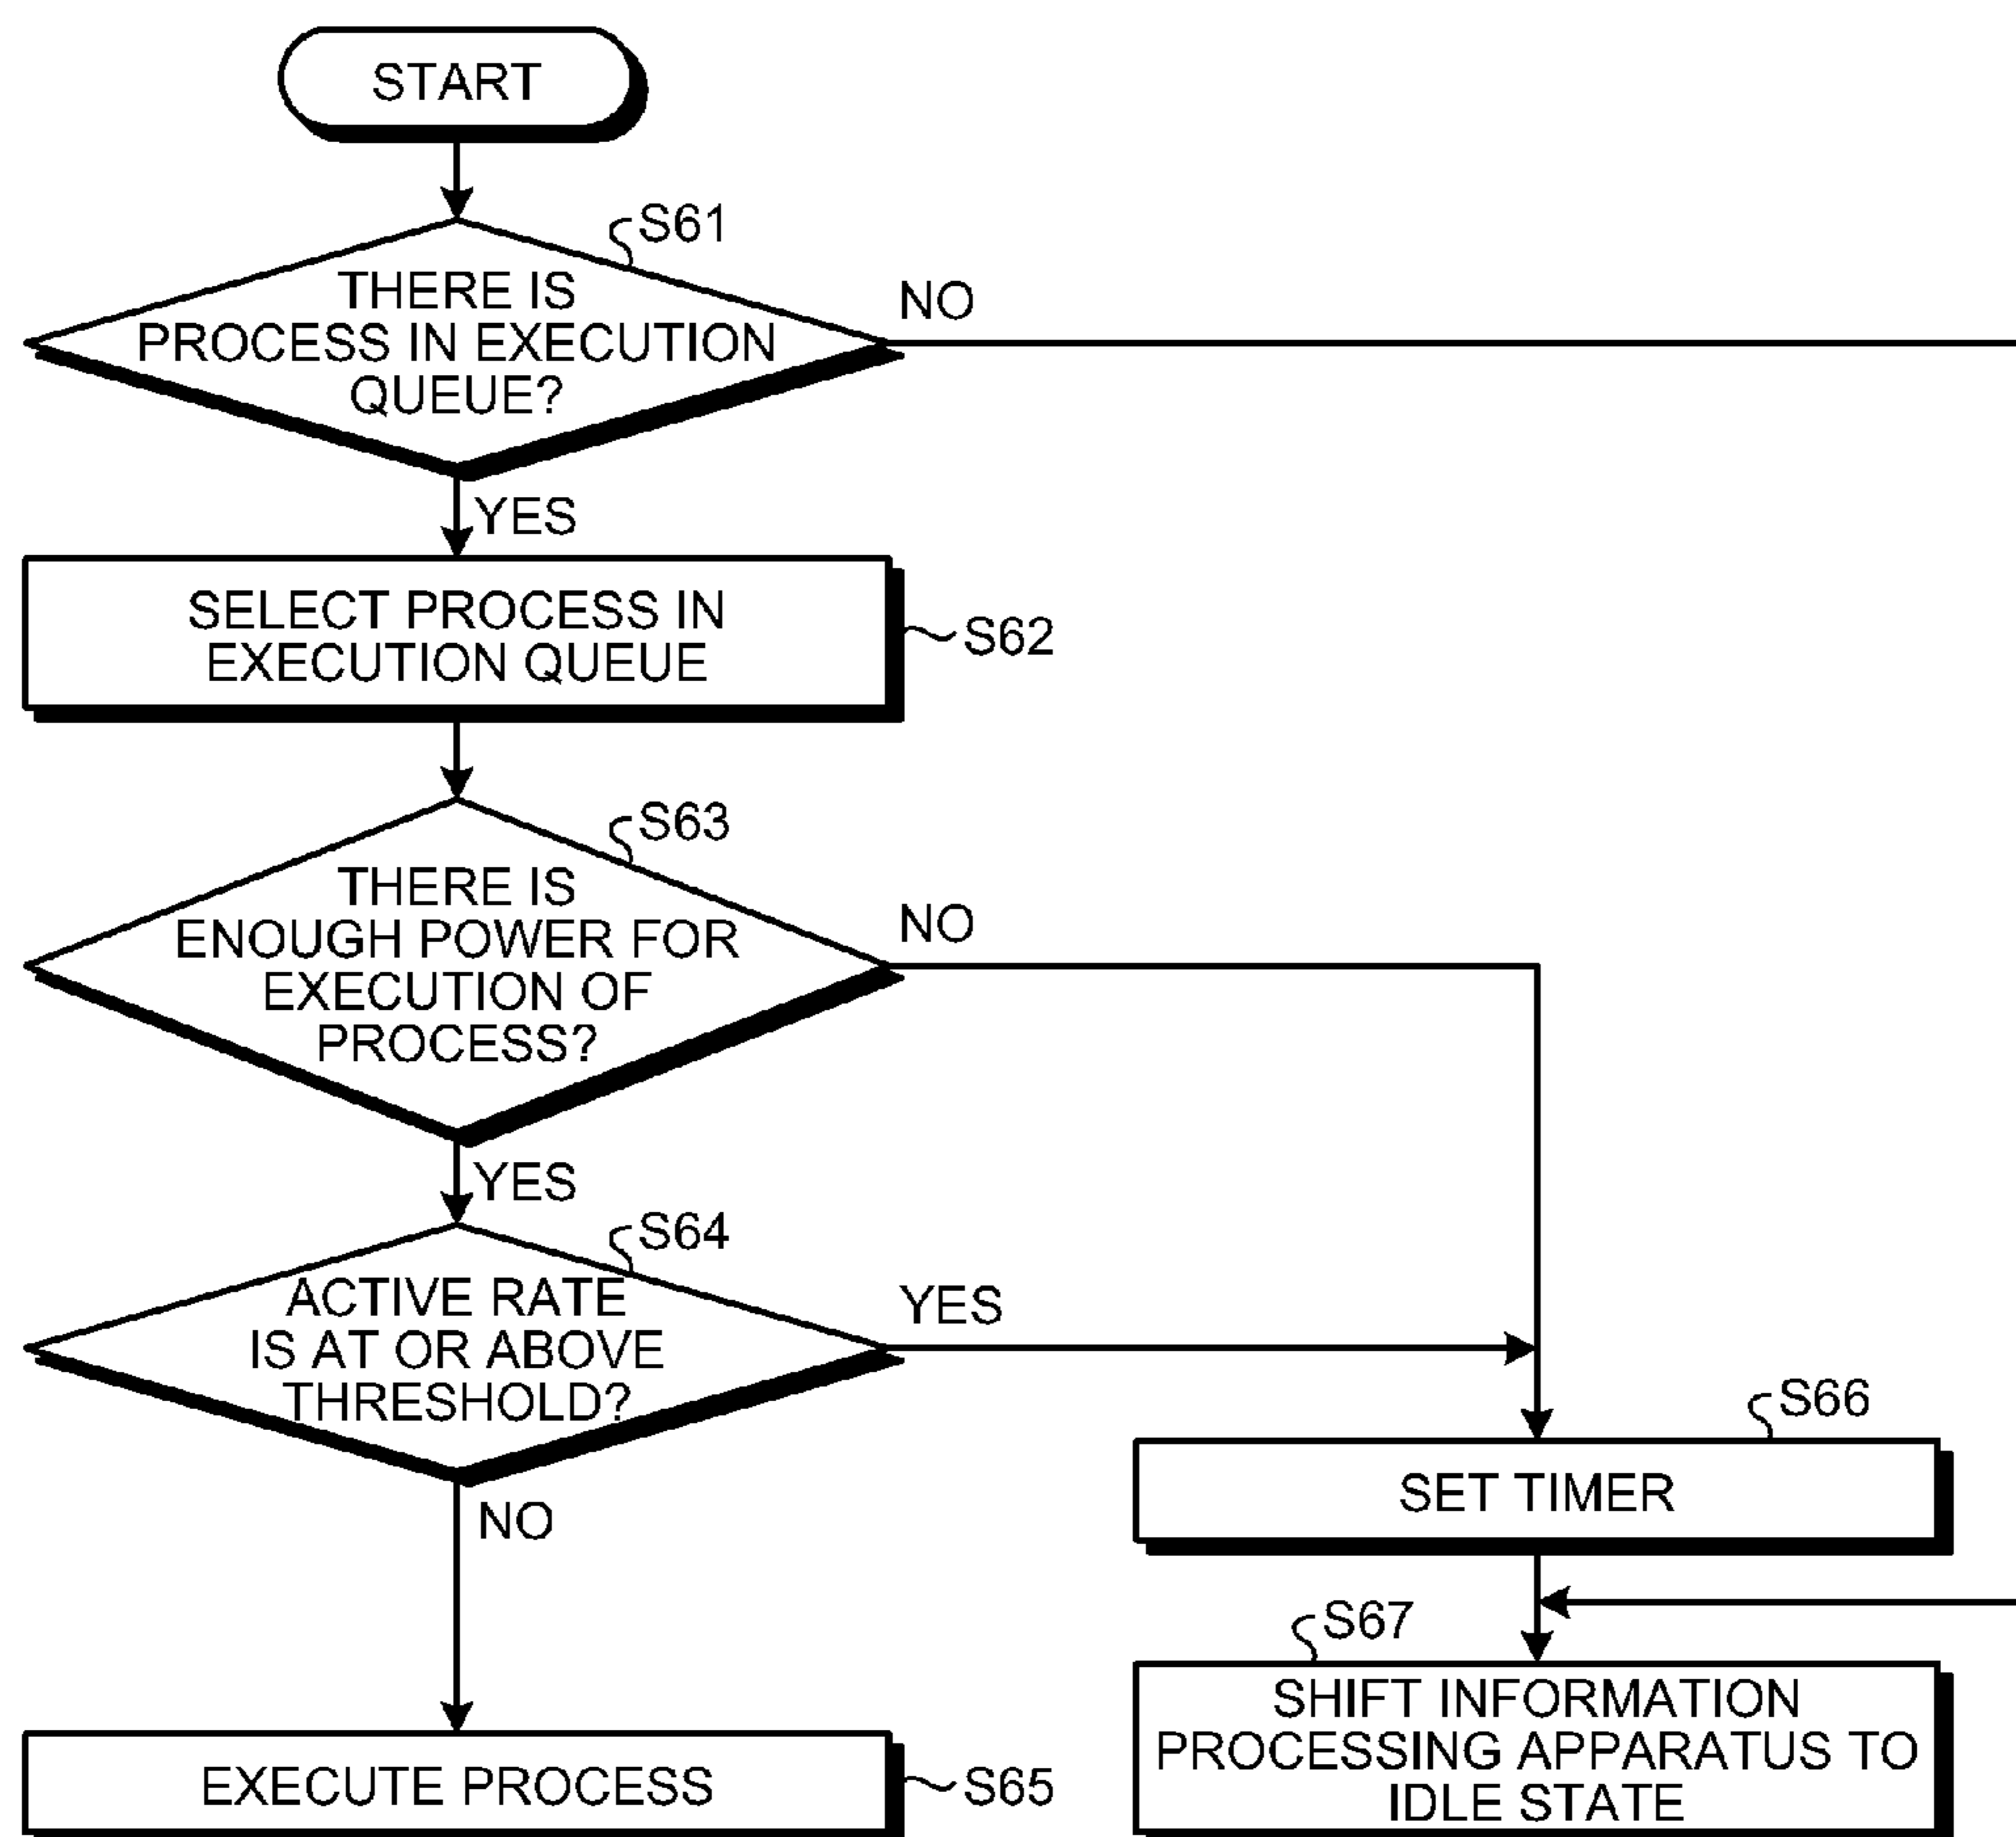 START
S61
THERE IS
PROCESS IN EXECUTION
QUEUE?
NO
YES
SELECT PROCESS IN
EXECUTION QUEUE
S62
S63
THERE IS
ENOUGH POWER FOR
EXECUTION OF
PROCESS?
NO
YES
S64
ACTIVE RATE
IS AT OR ABOVE
THRESHOLD?
YES
NO
S66
SET TIMER
S67
SHIFT INFORMATION
PROCESSING APPARATUS TO
IDLE STATE
EXECUTE PROCESS
S65